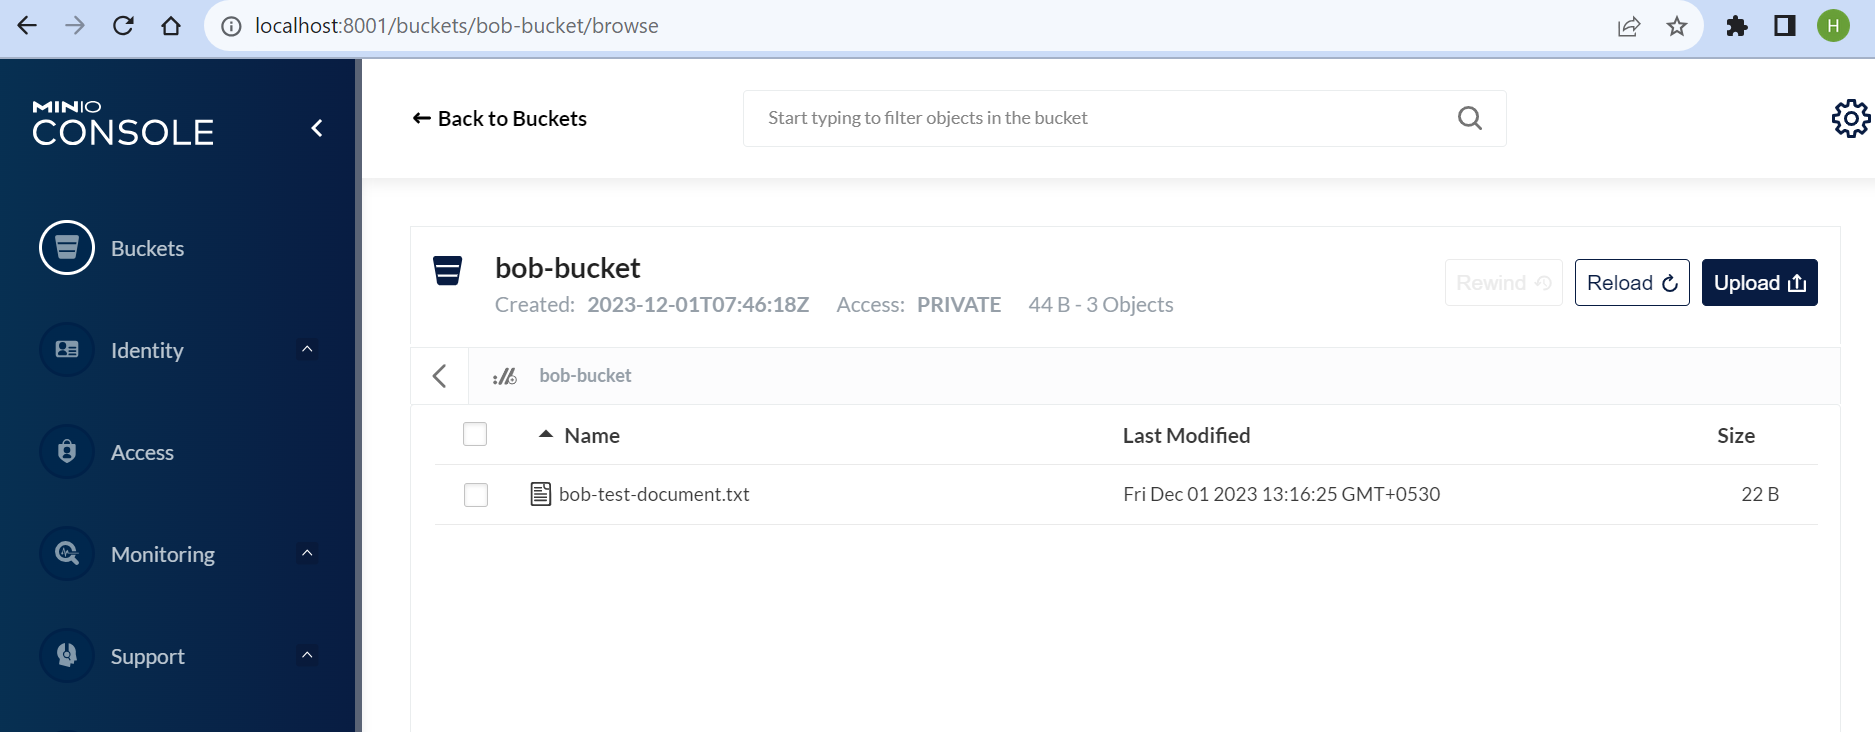 localhost:8001/buckets/bob-bucket/browse
H
MINIO
CONSOLE
Back to Buckets
Start typing to filter objects in the bucket
Buckets
Identity
Access
Monitoring
Support
bob-bucket
Created: 2023-12-01T07:46:18Z Access: PRIVATE 44 B - 3 Objects
Rewind
Reload
Upload
bob-bucket
Name Last Modified Size
bob-test-document.txt Fri Dec 01 2023 13:16:25 GMT+0530 22 B